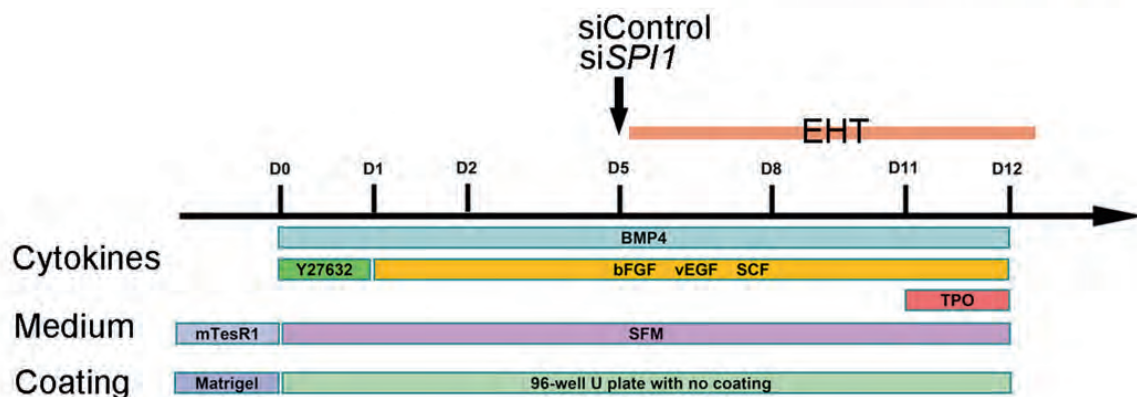 siControl
siSPI1
EHT
D0 D1 D2 D5 D8 D11 D12
Cytokines
BMP4
Y27632 bFGF vEGF SCF
TPO
Medium
mTesR1 SFM
Coating
Matrigel 96-well U plate with no coating